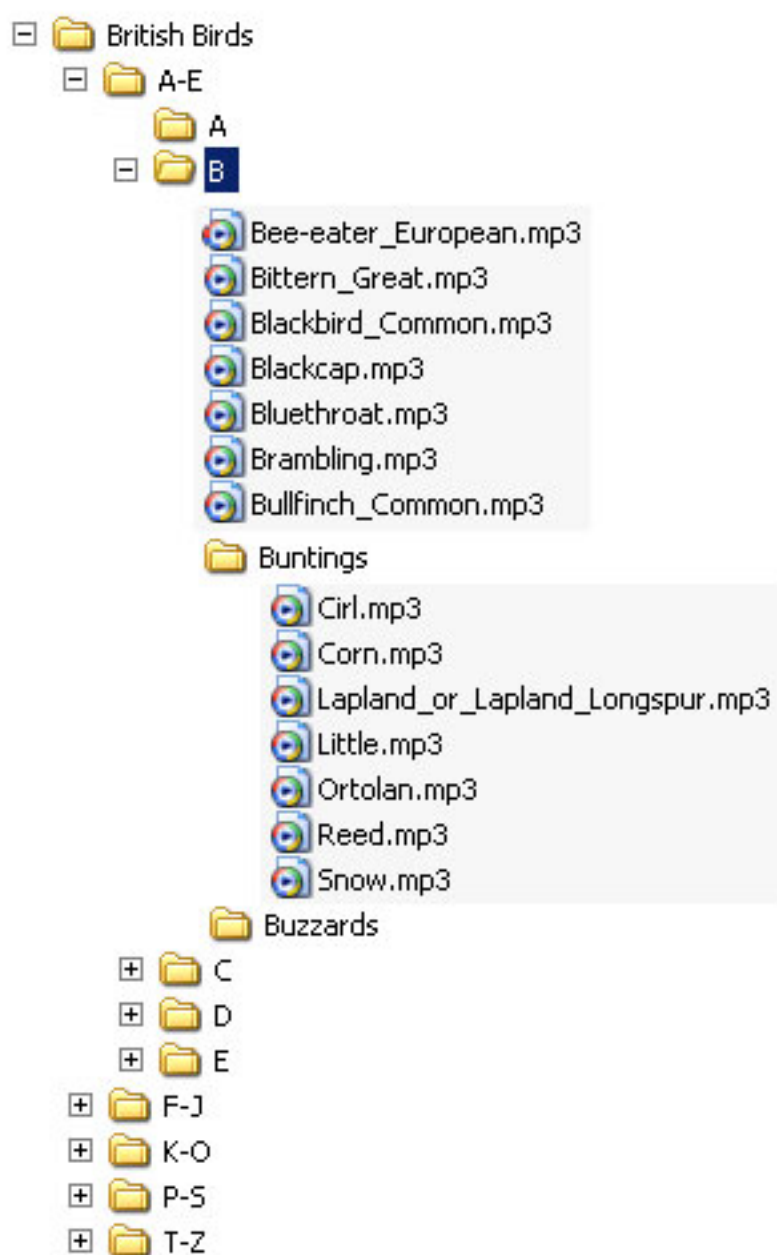 British Birds
A-E
A
B
Bee-eater_European.mp3
Bittern_Great.mp3
Blackbird_Common.mp3
Blackcap.mp3
Bluethroat.mp3
Brambling.mp3
Bullfinch_Common.mp3
Buntings
Cirl.mp3
Corn.mp3
Lapland_or_Lapland_Longspur.mp3
Little.mp3
Ortolan.mp3
Reed.mp3
Snow.mp3
Buzzards
C
D
E
F-J
K-O
P-S
T-Z